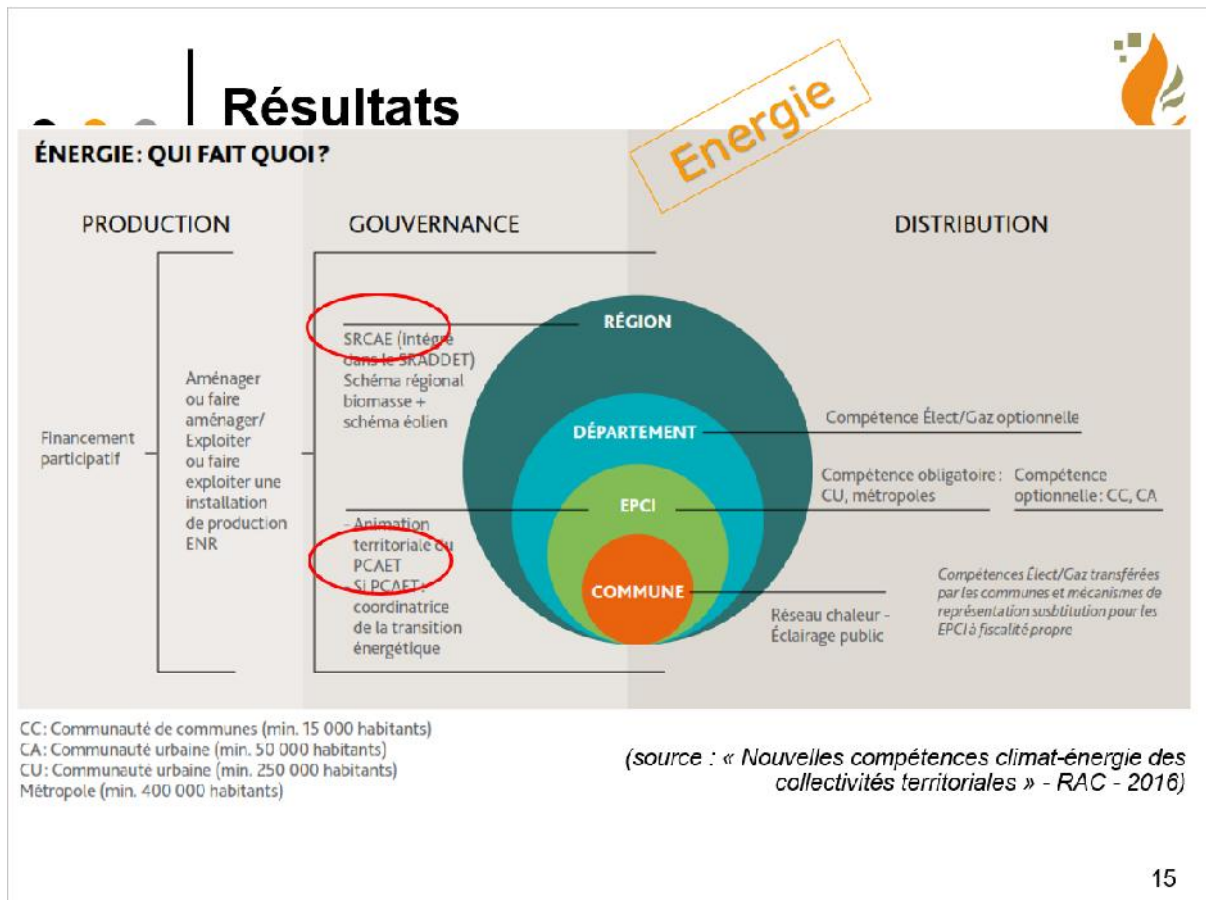 Résultats
Energie
ÉNERGIE: QUI FAIT QUOI?
PRODUCTION
GOUVERNANCE
DISTRIBUTION
Financement
participatif
Aménager
ou faire
aménager/
Exploiter
ou faire
exploiter une
installation
de production
ENR
SRCAE (Intégré
dans le SRADDET)
Schéma régional
biomasse +
schéma éolien
- Animation
territoriale du
PCAET
- Si PCAET:
coordinatrice
de la transition
énergétique
RÉGION
DÉPARTEMENT
EPCI
COMMUNE
Compétence Élect/Gaz optionnelle
Compétence obligatoire:
CU, métropoles
Compétence
optionnelle: CC, CA
Réseau chaleur -
Éclairage public
Compétences Élect/Gaz transférées
par les communes et mécanismes de
représentation susbtitution pour les
EPCI à fiscalité propre
CC: Communauté de communes (min. 15 000 habitants)
CA: Communauté urbaine (min. 50 000 habitants)
CU: Communauté urbaine (min. 250 000 habitants)
Métropole (min. 400 000 habitants)
(source : « Nouvelles compétences climat-énergie des
collectivités territoriales » - RAC - 2016)
15